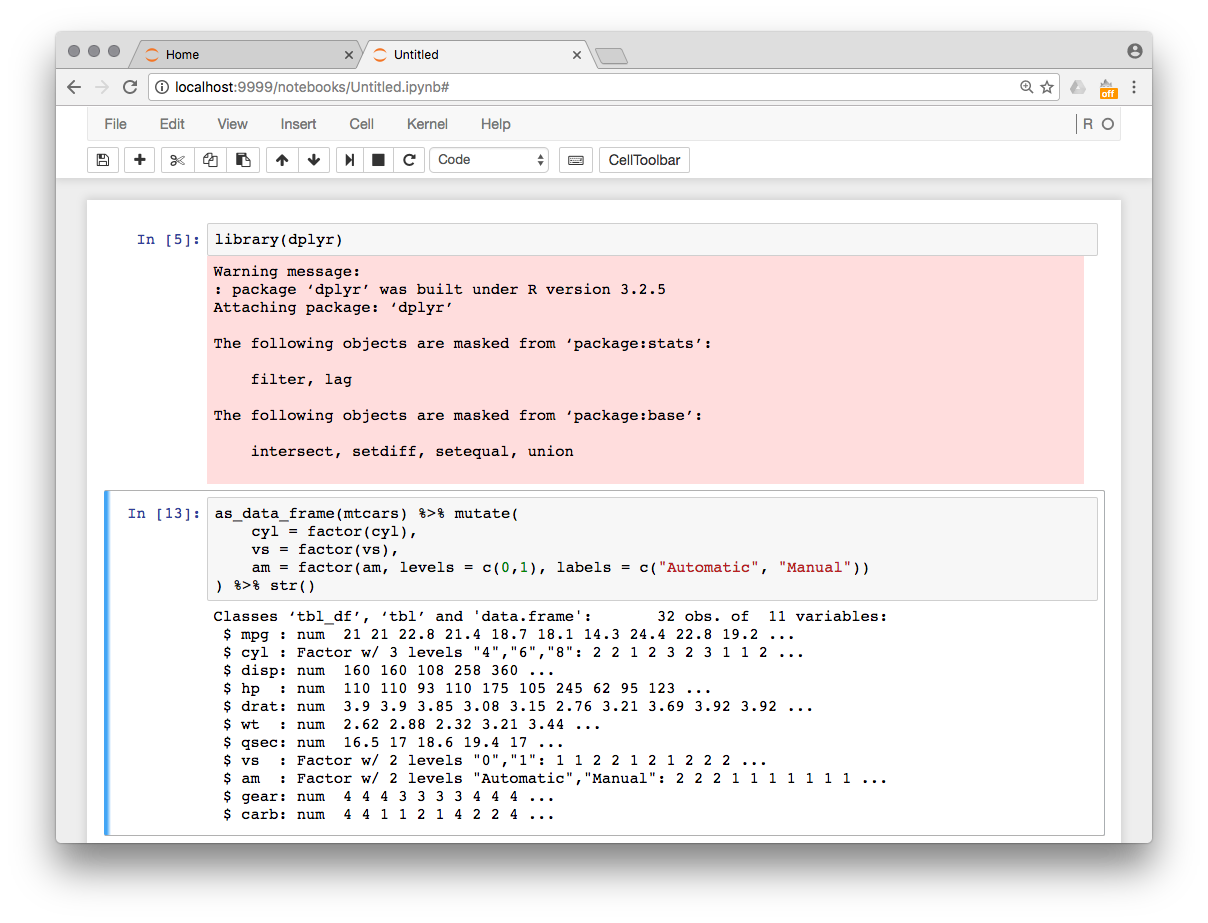 Home
Untitled
localhost:9999/notebooks/Untitled.ipynb#
off
File Edit View Insert Cell Kernel Help
R
Code
CellToolbar
In [5]: library(dplyr)
Warning message:
: package ‘dplyr’ was built under R version 3.2.5
Attaching package: ‘dplyr’
The following objects are masked from ‘package:stats’:
    filter, lag
The following objects are masked from ‘package:base’:
    intersect, setdiff, setequal, union
In [13]: as_data_frame(mtcars) %>% mutate(
    cyl = factor(cyl),
    vs = factor(vs),
    am = factor(am, levels = c(0,1), labels = c("Automatic", "Manual"))
) %>% str()
Classes ‘tbl_df’, ‘tbl’ and 'data.frame':       32 obs. of  11 variables:
 $ mpg : num  21 21 22.8 21.4 18.7 18.1 14.3 24.4 22.8 19.2 ...
 $ cyl : Factor w/ 3 levels "4","6","8": 2 2 1 2 3 2 3 1 1 2 ...
 $ disp: num  160 160 108 258 360 ...
 $ hp  : num  110 110 93 110 175 105 245 62 95 123 ...
 $ drat: num  3.9 3.9 3.85 3.08 3.15 2.76 3.21 3.69 3.92 3.92 ...
 $ wt  : num  2.62 2.88 2.32 3.21 3.44 ...
 $ qsec: num  16.5 17 18.6 19.4 17 ...
 $ vs  : Factor w/ 2 levels "0","1": 1 1 2 2 1 2 1 2 2 2 ...
 $ am  : Factor w/ 2 levels "Automatic","Manual": 2 2 2 1 1 1 1 1 1 1 ...
 $ gear: num  4 4 4 3 3 3 3 4 4 4 ...
 $ carb: num  4 4 1 1 2 1 4 2 2 4 ...